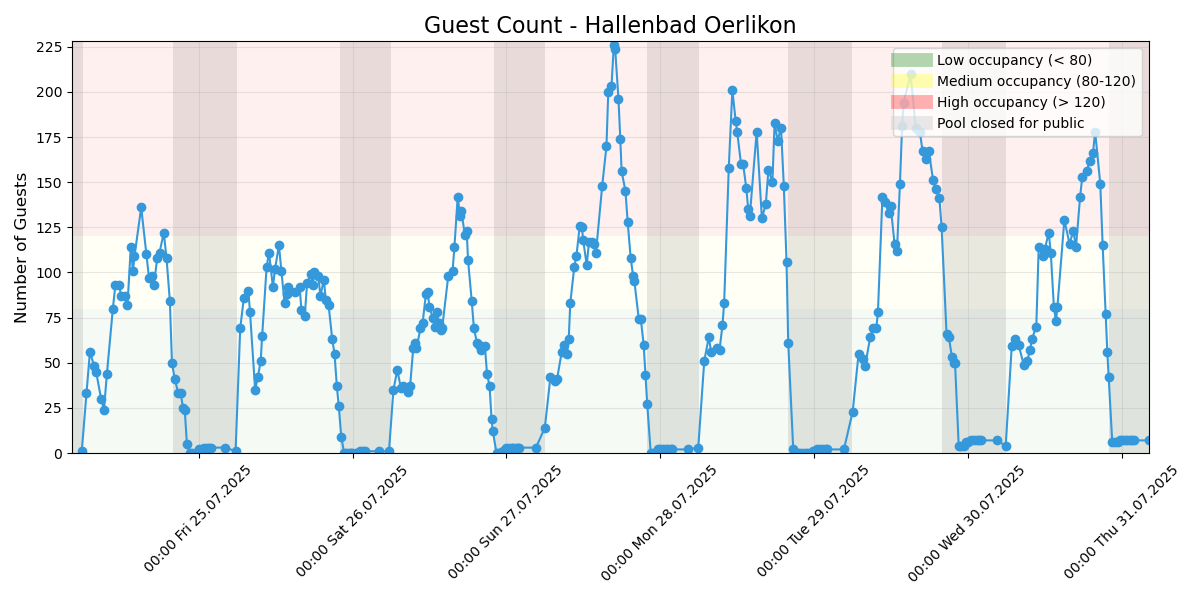 Guest Count - Hallenbad Oerlikon
Number of Guests
225
200
175
150
125
100
75
50
25
0
Low occupancy (< 80)
Medium occupancy (80-120)
High occupancy (> 120)
Pool closed for public
00:00 Fri 25.07.2025
00:00 Sat 26.07.2025
00:00 Sun 27.07.2025
00:00 Mon 28.07.2025
00:00 Tue 29.07.2025
00:00 Wed 30.07.2025
00:00 Thu 31.07.2025